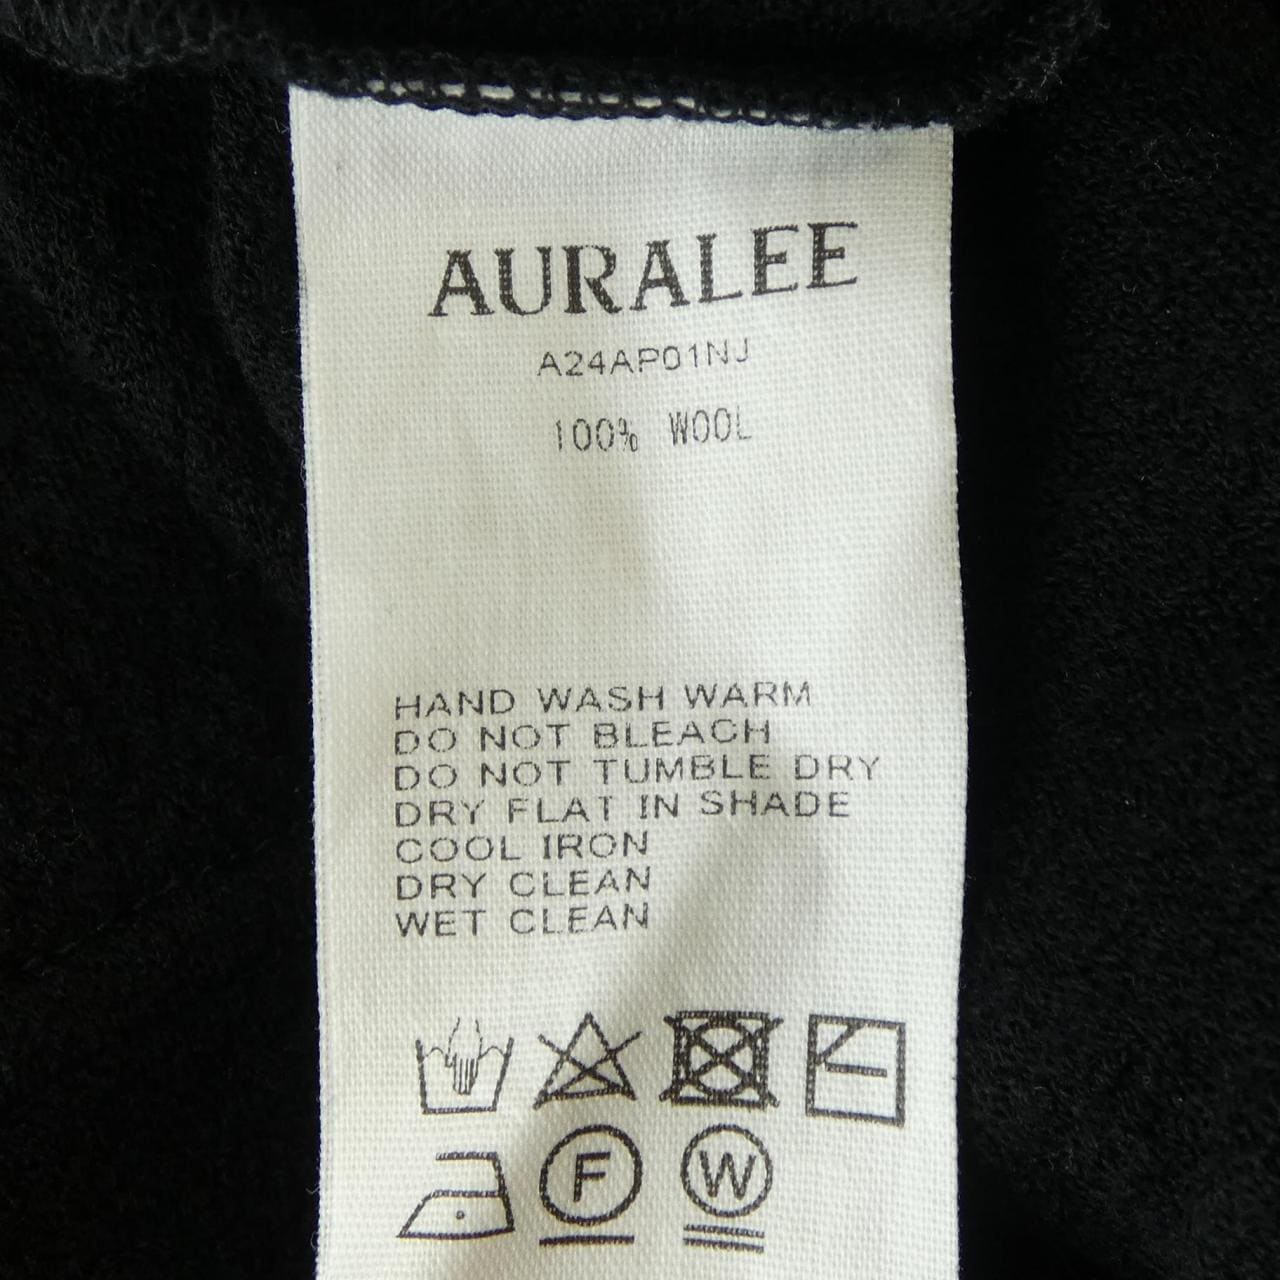 AURALEE
A24AP01NJ
100% WOOL
HAND WASH WARM
DO NOT BLEACH
DO NOT TUMBLE DRY
DRY FLAT IN SHADE
COOL IRON
DRY CLEAN
WET CLEAN
F W